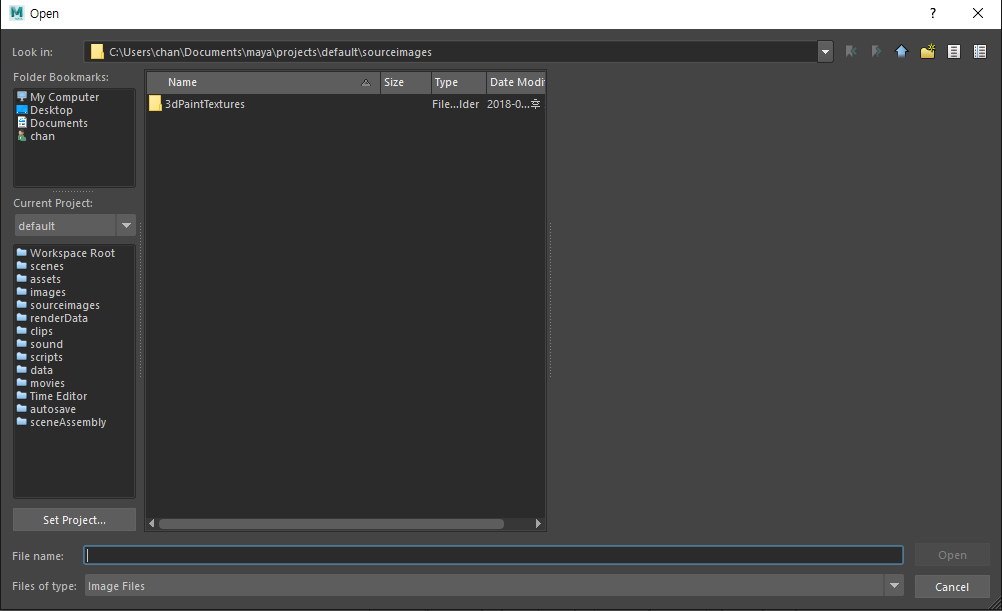 Open
Look in:
C:\Users\chan\Documents\maya\projects\default\sourceimages
Folder Bookmarks:
My Computer
Desktop
Documents
chan
Name Size Type Date Modif
3dPaintTextures File...lder 2018-0...후
Current Project:
default
Workspace Root
scenes
assets
images
sourceimages
renderData
clips
sound
scripts
data
movies
Time Editor
autosave
sceneAssembly
Set Project...
File name:
Open
Files of type: Image Files
Cancel